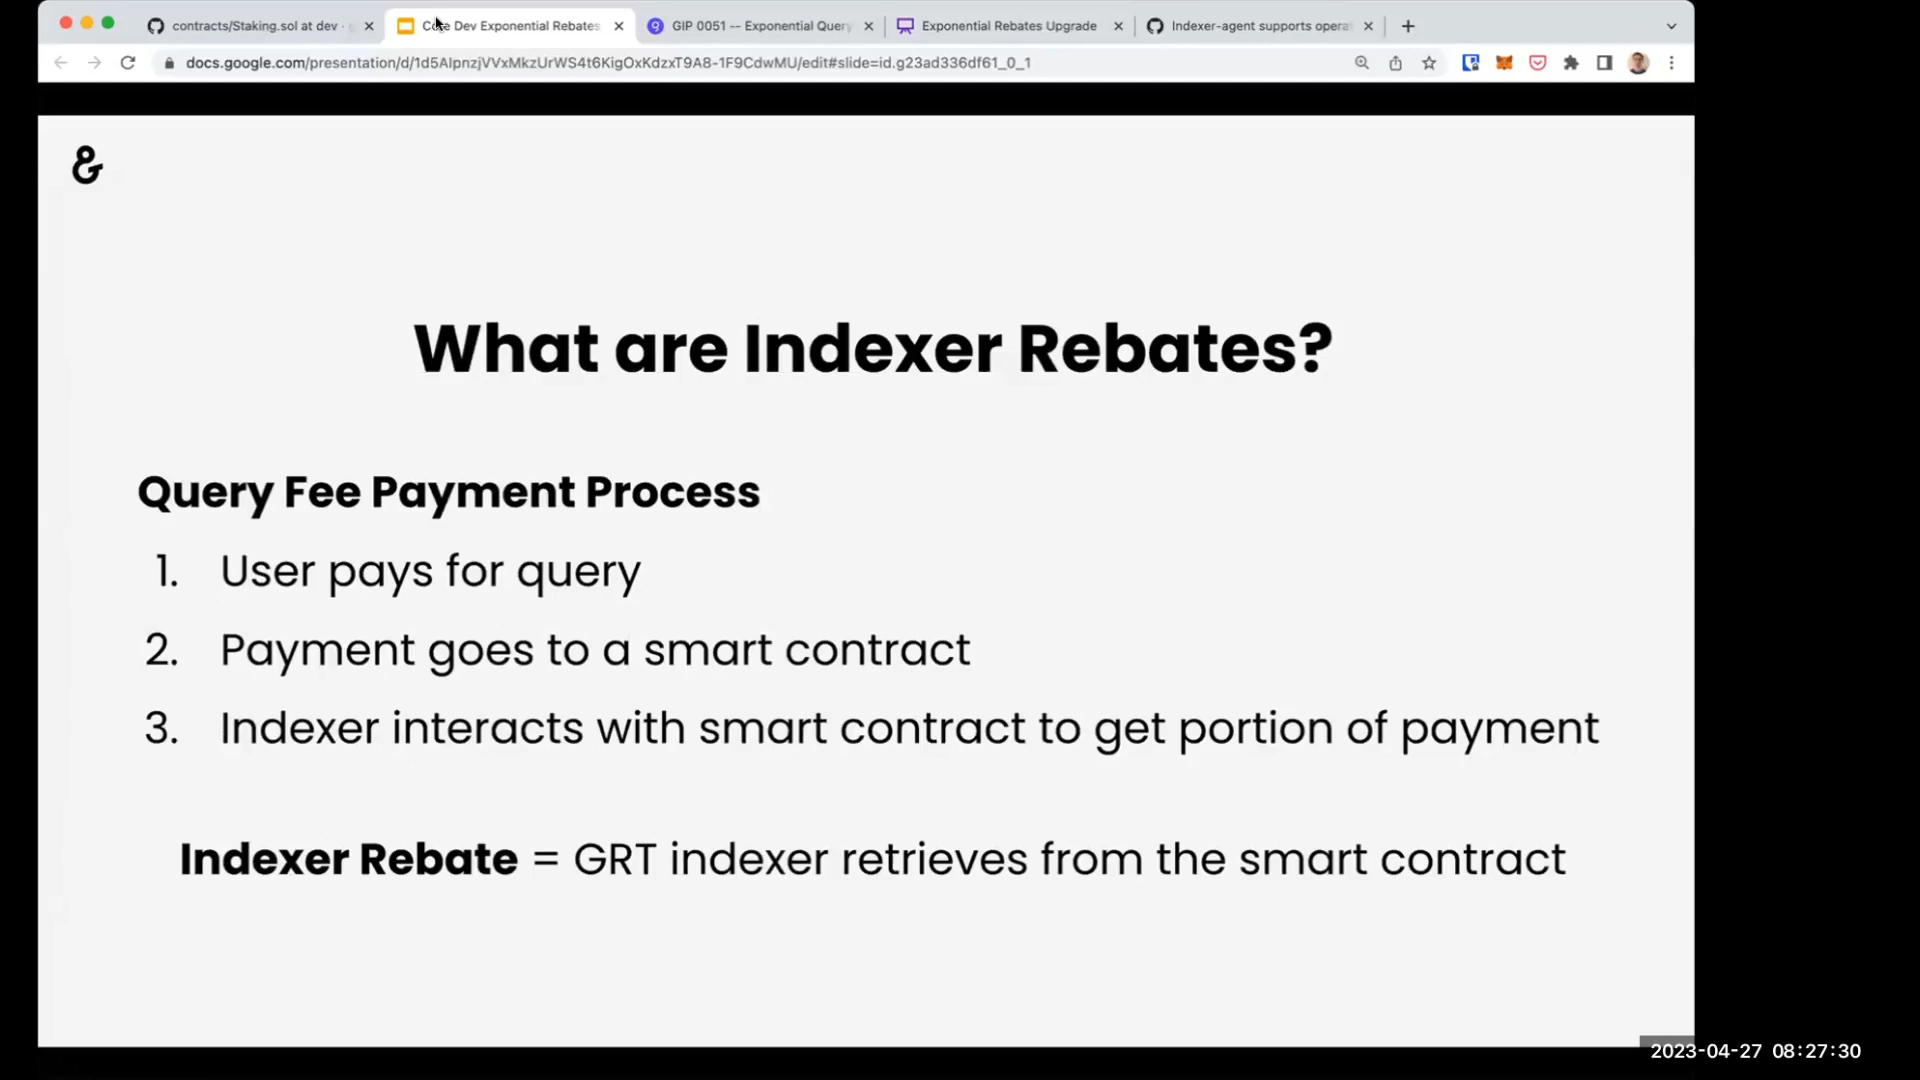 contracts/Staking.sol at dev ·
Dev Exponential Rebates
GIP 0051 -- Exponential Query
Exponential Rebates Upgrade
Indexer-agent supports opera
docs.google.com/presentation/d/1d5AIpnzjVVxMkzUrWS4t6KigOxKdzxT9A8-1F9CdwMU/edit#slide=id.g23ad336df61_0_1
&
What are Indexer Rebates?
Query Fee Payment Process
1. User pays for query
2. Payment goes to a smart contract
3. Indexer interacts with smart contract to get portion of payment
Indexer Rebate = GRT indexer retrieves from the smart contract
2023-04-27 08:27:30